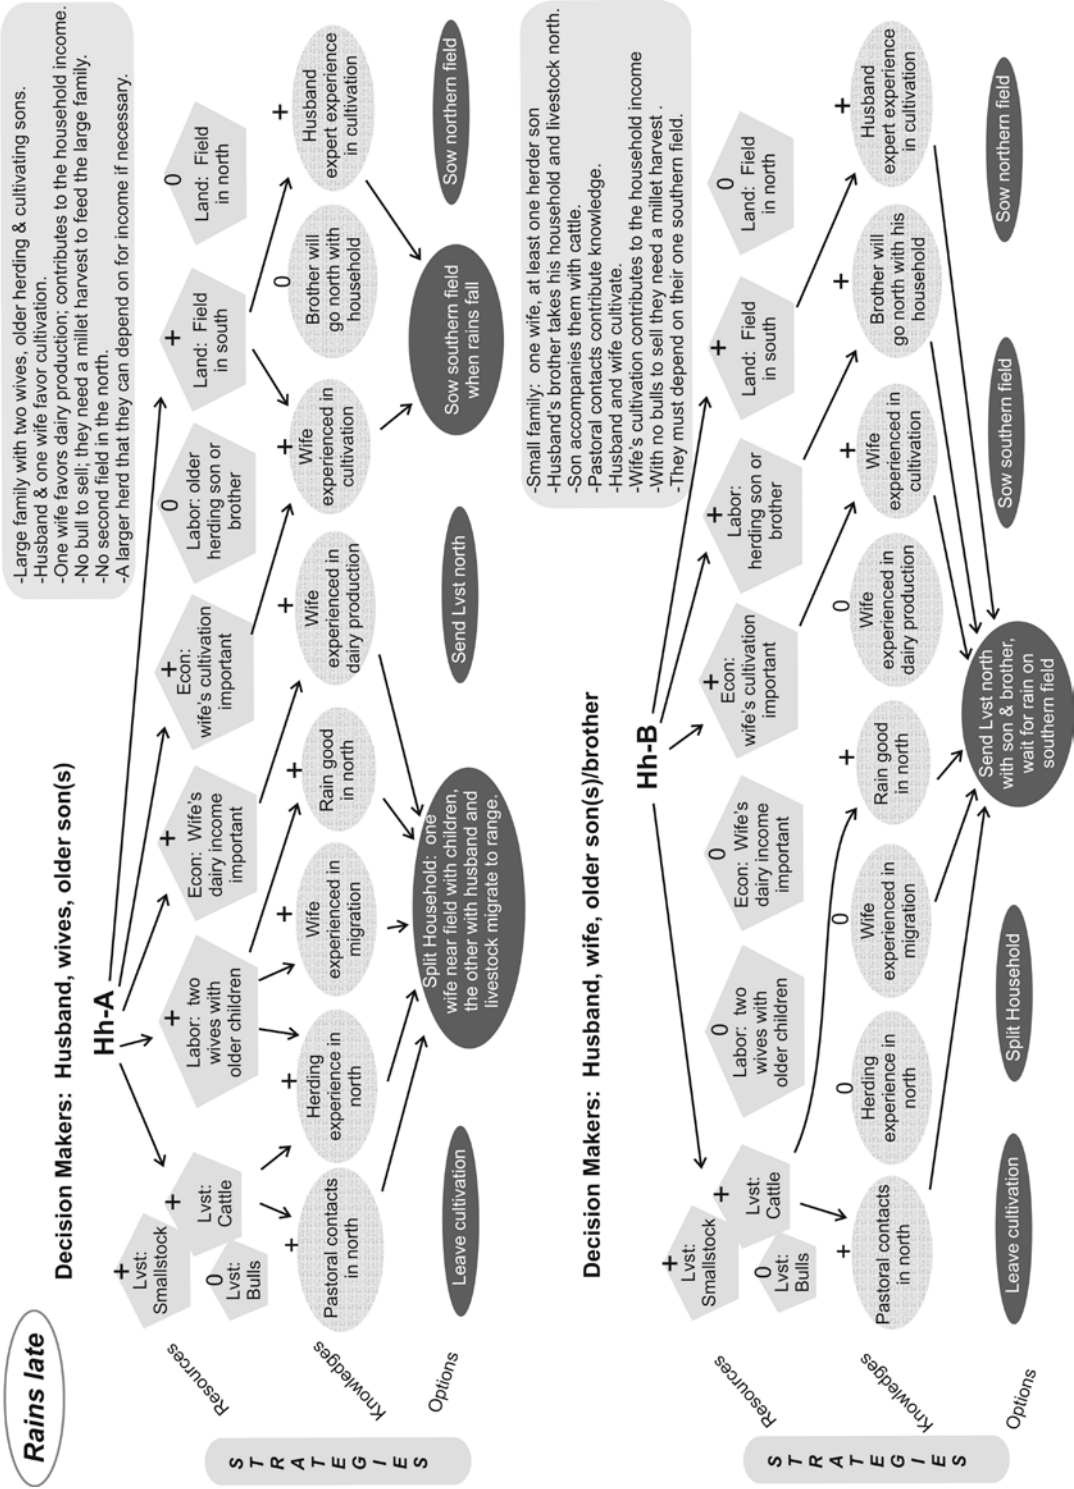 Rains late
Decision Makers:  Husband, wives, older son(s)
-Large family with two wives, older herding & cultivating sons.
-Husband & one wife favor cultivation.
-One wife favors dairy production; contributes to the household income.
-No bull to sell; they need a millet harvest to feed the large family.
-No second field in the north.
-A larger herd that they can depend on for income if necessary.
Hh-A
STRATEGIES
Resources
+
Lvst:
Smallstock
0
Lvst:
Bulls
+
Lvst:
Cattle
+
Labor:  two
wives with
older children
+
Econ:  Wife's
dairy income
important
+
Econ:
wife's cultivation
important
0
Labor: older
herding son or
brother
+
Land:  Field
in south
0
Land:  Field
in north
Knowledges
+
Pastoral contacts
in north
+
Herding
experience in
north
+
Wife
experienced in
migration
+
Rain good
in north
+
Wife
experienced in
dairy production
+
Wife
experienced in
cultivation
0
Brother will
go north with
household
+
Husband
expert experience
in cultivation
Options
Leave cultivation
Split Household:  one
wife near field with children,
the other with husband and
livestock migrate to range.
Send Lvst north
Sow southern field
when rains fall
Sow northern field
Decision Makers:  Husband, wife, older son(s)/brother
-Small family:  one wife, at least one herder son
-Husband's brother takes his household and livestock north.
-Son accompanies them with cattle.
-Pastoral contacts contribute knowledge.
-Husband and wife cultivate.
-Wife's cultivation contributes to the household income
-With no bulls to sell they need a millet harvest .
-They must depend on their one southern field.
Hh-B
STRATEGIES
Resources
+
Lvst:
Smallstock
0
Lvst:
Bulls
+
Lvst:
Cattle
0
Labor:  two
wives with
older children
0
Econ:  Wife's
dairy income
important
+
Econ:
wife's cultivation
important
+
Labor:
herding son or
brother
+
Land:  Field
in south
0
Land:  Field
in north
Knowledges
+
Pastoral contacts
in north
0
Herding
experience in
north
0
Wife
experienced in
migration
+
Rain good
in north
0
Wife
experienced in
dairy production
+
Wife
experienced in
cultivation
+
Brother will
go north with his
household
+
Husband
expert experience
in cultivation
Options
Leave cultivation
Split Household
Send Lvst north
with son & brother,
wait for rain on
southern field
Sow southern field
Sow northern field